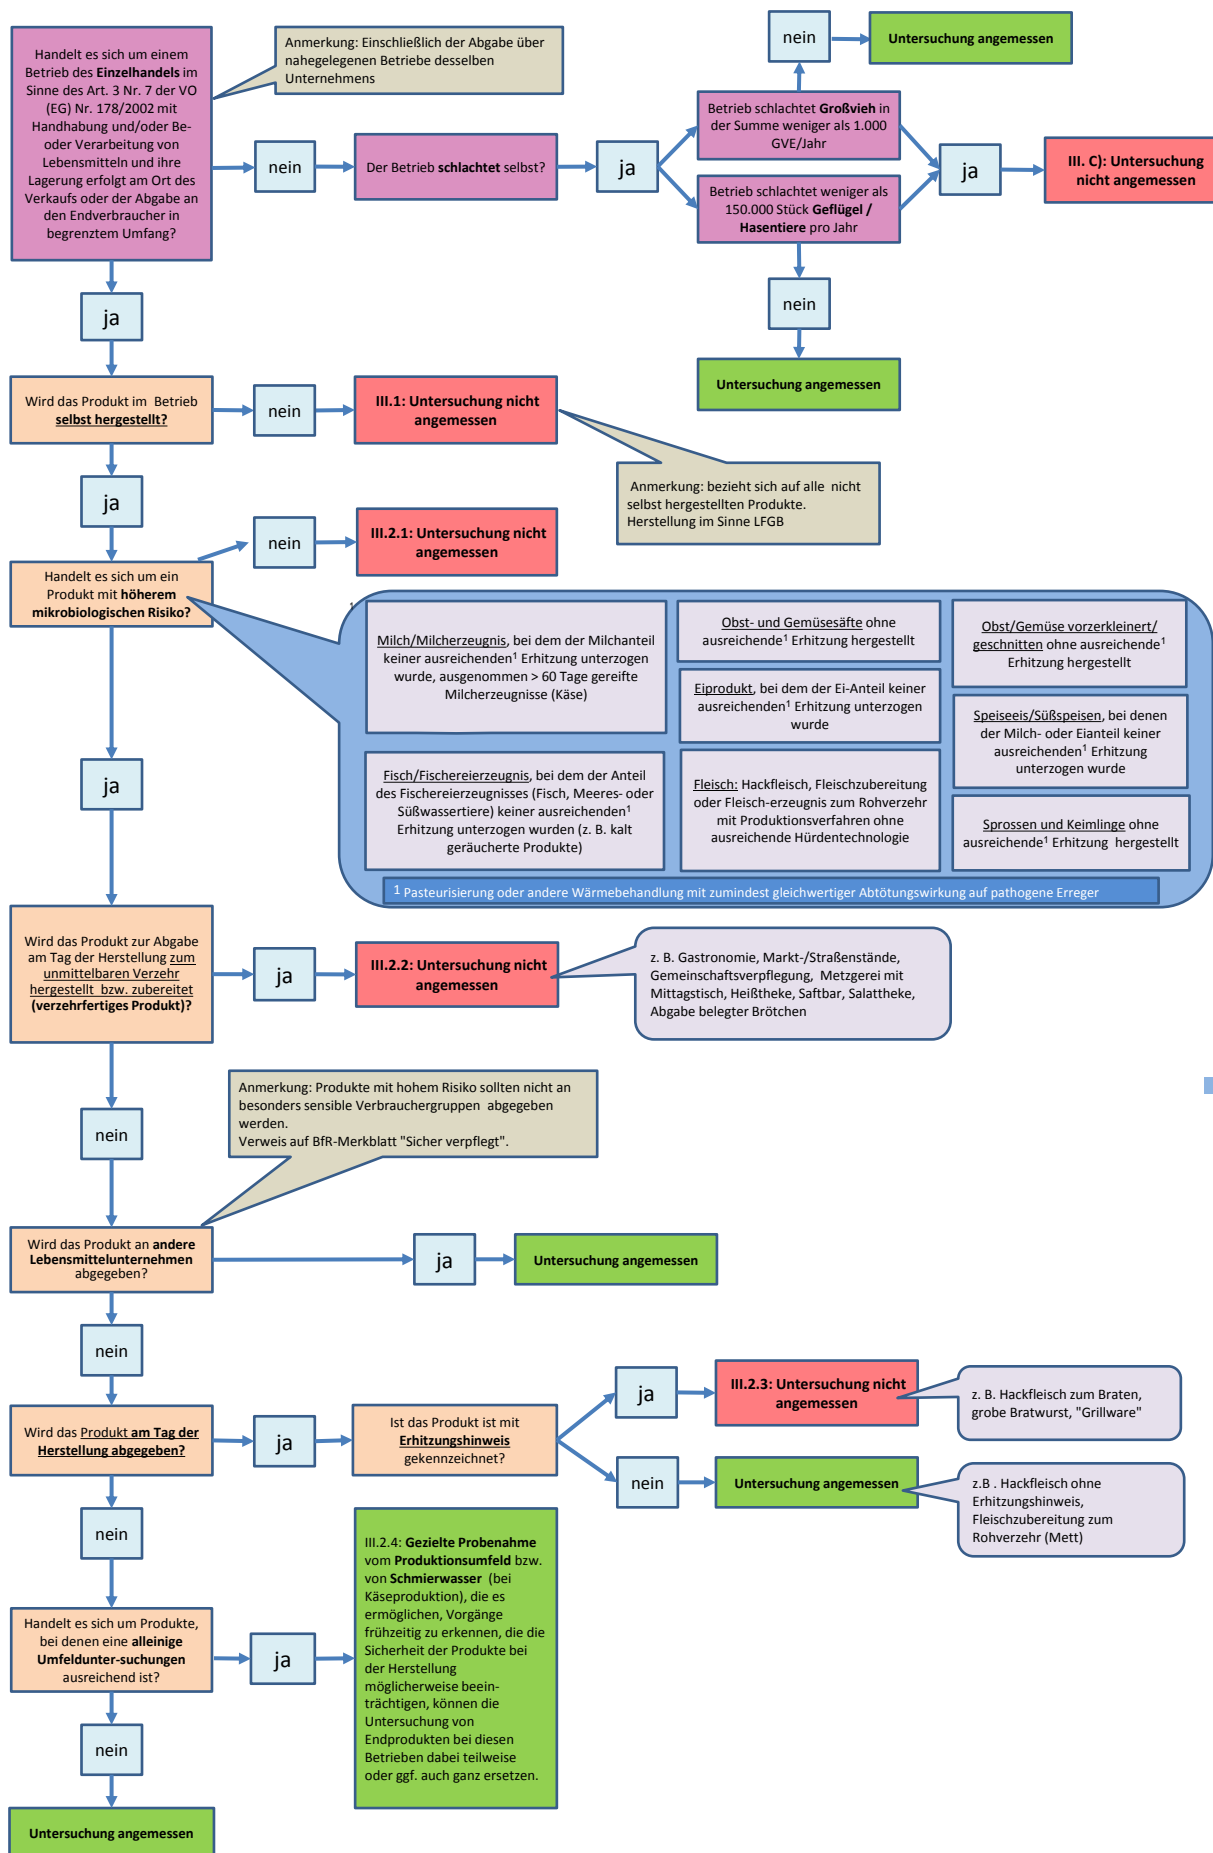 Handelt es sich um einem
Betrieb des Einzelhandels im
Sinne des Art. 3 Nr. 7 der VO
(EG) Nr. 178/2002 mit
Handhabung und/oder Be-
oder Verarbeitung von
Lebensmitteln und ihre
Lagerung erfolgt am Ort des
Verkaufs oder der Abgabe an
den Endverbraucher in
begrenztem Umfang?
Anmerkung: Einschließlich der Abgabe über
nahegelegenen Betriebe desselben
Unternehmens
nein
Der Betrieb schlachtet selbst?
ja
nein
Untersuchung angemessen
Betrieb schlachtet Großvieh in
der Summe weniger als 1.000
GVE/Jahr
Betrieb schlachtet weniger als
150.000 Stück Geflügel /
Hasentiere pro Jahr
ja
III. C): Untersuchung
nicht angemessen
nein
Untersuchung angemessen
ja
Wird das Produkt im Betrieb
selbst hergestellt?
nein
III.1: Untersuchung nicht
angemessen
Anmerkung: bezieht sich auf alle nicht
selbst hergestellten Produkte.
Herstellung im Sinne LFGB
ja
nein
III.2.1: Untersuchung nicht
angemessen
Handelt es sich um ein
Produkt mit höherem
mikrobiologischen Risiko?
1
Milch/Milcherzeugnis, bei dem der Milchanteil
keiner ausreichenden1 Erhitzung unterzogen
wurde, ausgenommen > 60 Tage gereifte
Milcherzeugnisse (Käse)
Obst- und Gemüsesäfte ohne
ausreichende1 Erhitzung hergestellt
Obst/Gemüse vorzerkleinert/
geschnitten ohne ausreichende1
Erhitzung hergestellt
Eiprodukt, bei dem der Ei-Anteil keiner
ausreichenden1 Erhitzung unterzogen
wurde
Speiseeis/Süßspeisen, bei denen
der Milch- oder Eianteil keiner
ausreichenden1 Erhitzung
unterzogen wurde
Fisch/Fischereierzeugnis, bei dem der Anteil
des Fischereierzeugnisses (Fisch, Meeres- oder
Süßwassertiere) keiner ausreichenden1
Erhitzung unterzogen wurden (z. B. kalt
geräucherte Produkte)
Fleisch: Hackfleisch, Fleischzubereitung
oder Fleisch-erzeugnis zum Rohverzehr
mit Produktionsverfahren ohne
ausreichende Hürdentechnologie
Sprossen und Keimlinge ohne
ausreichende1 Erhitzung hergestellt
1 Pasteurisierung oder andere Wärmebehandlung mit zumindest gleichwertiger Abtötungswirkung auf pathogene Erreger
ja
Wird das Produkt zur Abgabe
am Tag der Herstellung zum
unmittelbaren Verzehr
hergestellt bzw. zubereitet
(verzehrfertiges Produkt)?
ja
III.2.2: Untersuchung nicht
angemessen
z. B. Gastronomie, Markt-/Straßenstände,
Gemeinschaftsverpflegung, Metzgerei mit
Mittagstisch, Heißtheke, Saftbar, Salattheke,
Abgabe belegter Brötchen
nein
Anmerkung: Produkte mit hohem Risiko sollten nicht an
besonders sensible Verbrauchergruppen abgegeben
werden.
Verweis auf BfR-Merkblatt "Sicher verpflegt".
Wird das Produkt an andere
Lebensmittelunternehmen
abgegeben?
ja
Untersuchung angemessen
nein
Wird das Produkt am Tag der
Herstellung abgegeben?
ja
Ist das Produkt ist mit
Erhitzungshinweis
gekennzeichnet?
ja
III.2.3: Untersuchung nicht
angemessen
z. B. Hackfleisch zum Braten,
grobe Bratwurst, "Grillware"
nein
Untersuchung angemessen
z.B . Hackfleisch ohne
Erhitzungshinweis,
Fleischzubereitung zum
Rohverzehr (Mett)
nein
Handelt es sich um Produkte,
bei denen eine alleinige
Umfeldunter-suchungen
ausreichend ist?
ja
III.2.4: Gezielte Probenahme
vom Produktionsumfeld bzw.
von Schmierwasser (bei
Käseproduktion), die es
ermöglichen, Vorgänge
frühzeitig zu erkennen, die die
Sicherheit der Produkte bei
der Herstellung
möglicherweise beein-
trächtigen, können die
Untersuchung von
Endprodukten bei diesen
Betrieben dabei teilweise
oder ggf. auch ganz ersetzen.
nein
Untersuchung angemessen